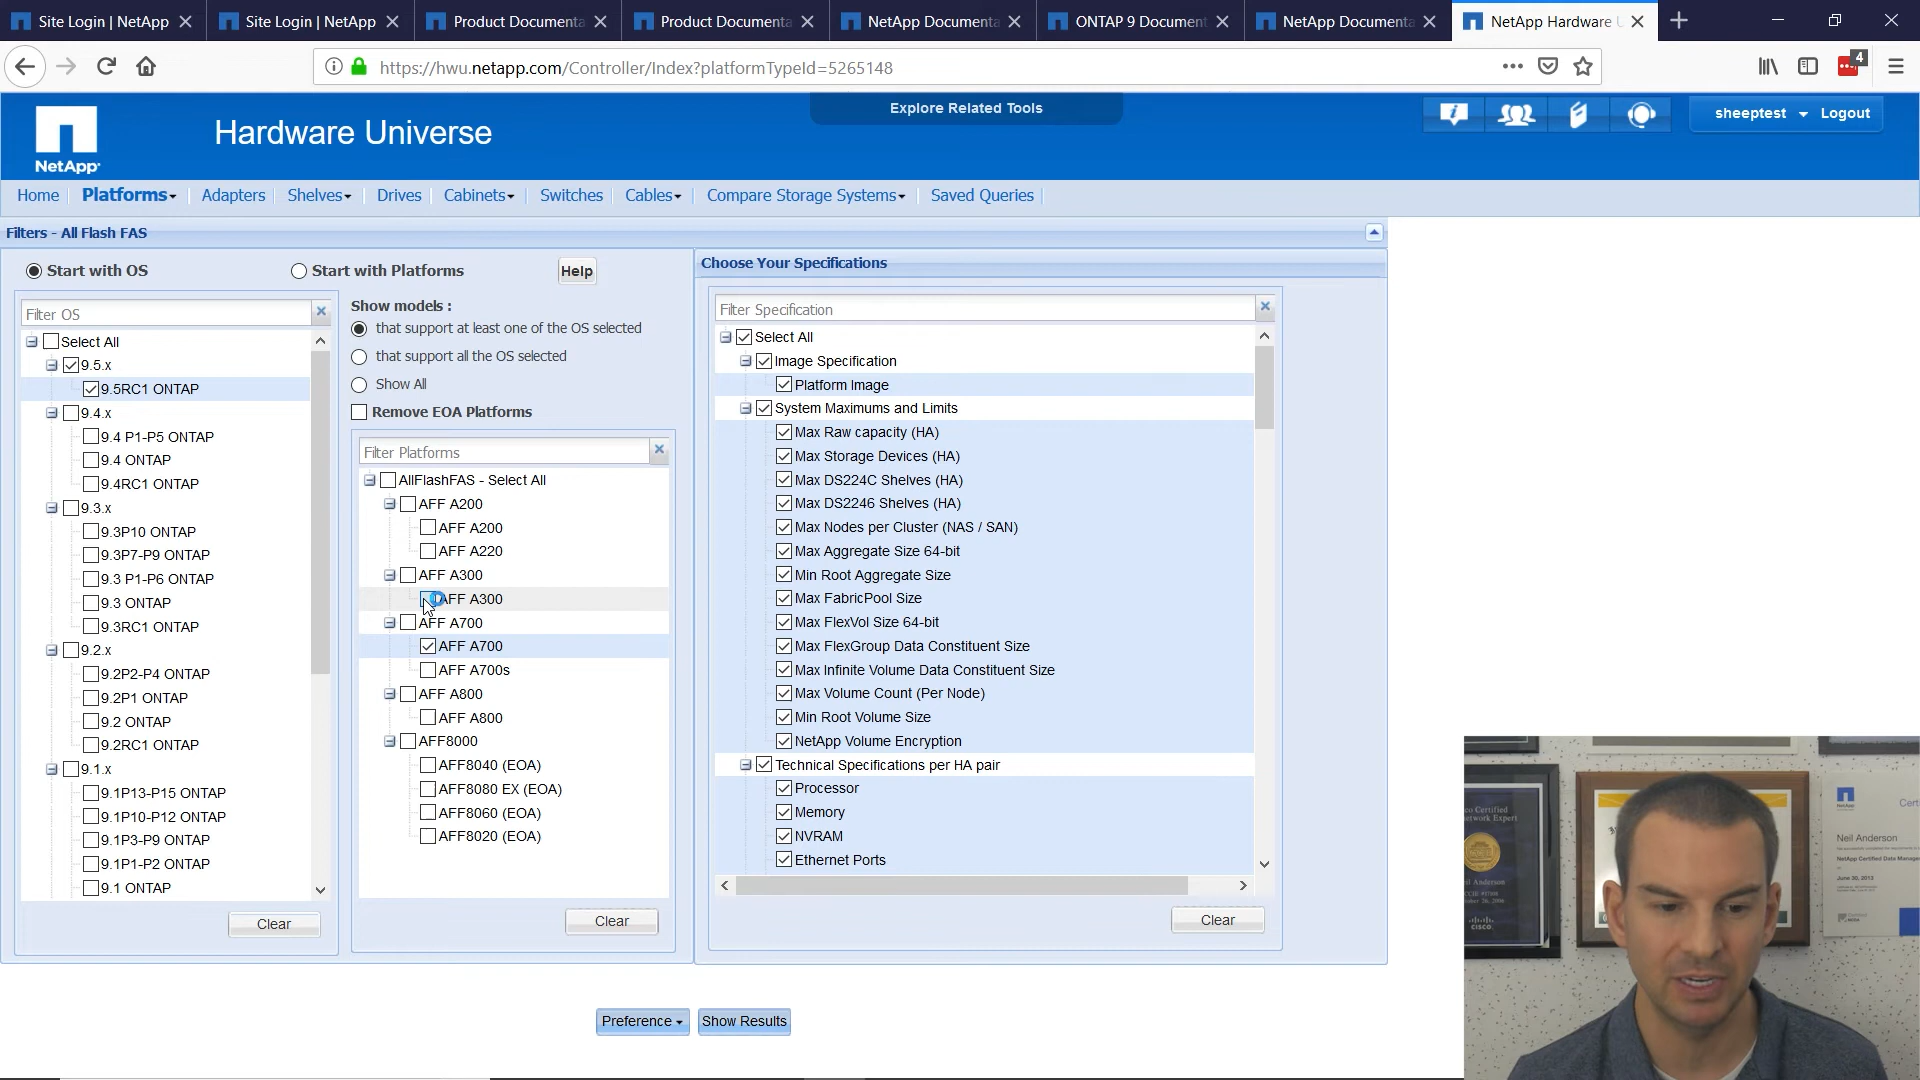 Site Login | NetApp
Site Login | NetApp
Product Documenta
Product Documenta
NetApp Documenta
ONTAP 9 Document
NetApp Documenta
NetApp Hardware U
https://hwu.netapp.com/Controller/Index?platformTypeId=5265148
4
Explore Related Tools
NetApp
Hardware Universe
sheeptest
Logout
Home
Platforms
Adapters
Shelves
Drives
Cabinets
Switches
Cables
Compare Storage Systems
Saved Queries
Filters - All Flash FAS
Start with OS
Start with Platforms
Help
Filter OS
Select All
9.5.x
9.5RC1 ONTAP
9.4.x
9.4 P1-P5 ONTAP
9.4 ONTAP
9.4RC1 ONTAP
9.3.x
9.3P10 ONTAP
9.3P7-P9 ONTAP
9.3 P1-P6 ONTAP
9.3 ONTAP
9.3RC1 ONTAP
9.2.x
9.2P2-P4 ONTAP
9.2P1 ONTAP
9.2 ONTAP
9.2RC1 ONTAP
9.1.x
9.1P13-P15 ONTAP
9.1P10-P12 ONTAP
9.1P3-P9 ONTAP
9.1P1-P2 ONTAP
9.1 ONTAP
Clear
Show models :
that support at least one of the OS selected
that support all the OS selected
Show All
Remove EOA Platforms
Filter Platforms
AllFlashFAS - Select All
AFF A200
AFF A200
AFF A220
AFF A300
AFF A300
AFF A700
AFF A700
AFF A700s
AFF A800
AFF A800
AFF8000
AFF8040 (EOA)
AFF8080 EX (EOA)
AFF8060 (EOA)
AFF8020 (EOA)
Clear
Choose Your Specifications
Filter Specification
Select All
Image Specification
Platform Image
System Maximums and Limits
Max Raw capacity (HA)
Max Storage Devices (HA)
Max DS224C Shelves (HA)
Max DS2246 Shelves (HA)
Max Nodes per Cluster (NAS / SAN)
Max Aggregate Size 64-bit
Min Root Aggregate Size
Max FabricPool Size
Max FlexVol Size 64-bit
Max FlexGroup Data Constituent Size
Max Infinite Volume Data Constituent Size
Max Volume Count (Per Node)
Min Root Volume Size
NetApp Volume Encryption
Technical Specifications per HA pair
Processor
Memory
NVRAM
Ethernet Ports
Clear
Preference
Show Results
Neil Anderson
NetApp Certified Data Manage
June 30, 2013
CISCO